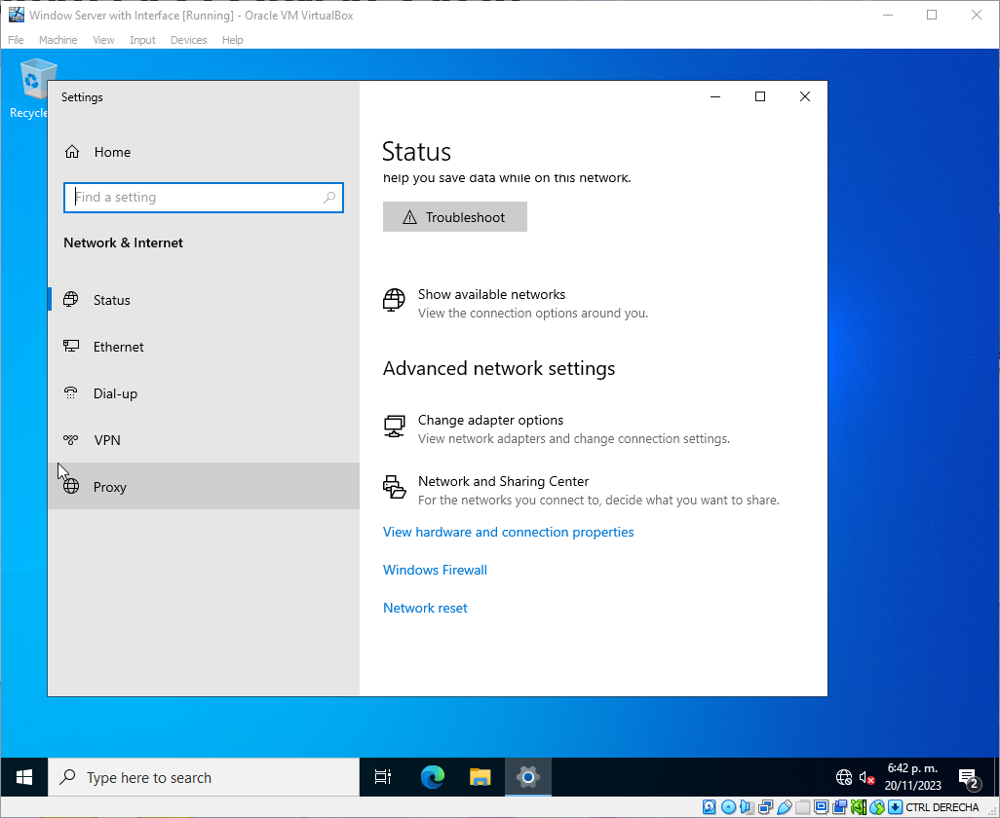 Window Server with Interface [Running] - Oracle VM VirtualBox
File Machine View Input Devices Help
Recycle
Settings
Home
Find a setting
Network & Internet
Status
Ethernet
Dial-up
VPN
Proxy
Status
help you save data while on this network.
Troubleshoot
Show available networks
View the connection options around you.
Advanced network settings
Change adapter options
View network adapters and change connection settings.
Network and Sharing Center
For the networks you connect to, decide what you want to share.
View hardware and connection properties
Windows Firewall
Network reset
Type here to search
6:42 p. m.
20/11/2023
2
CTRL DERECHA